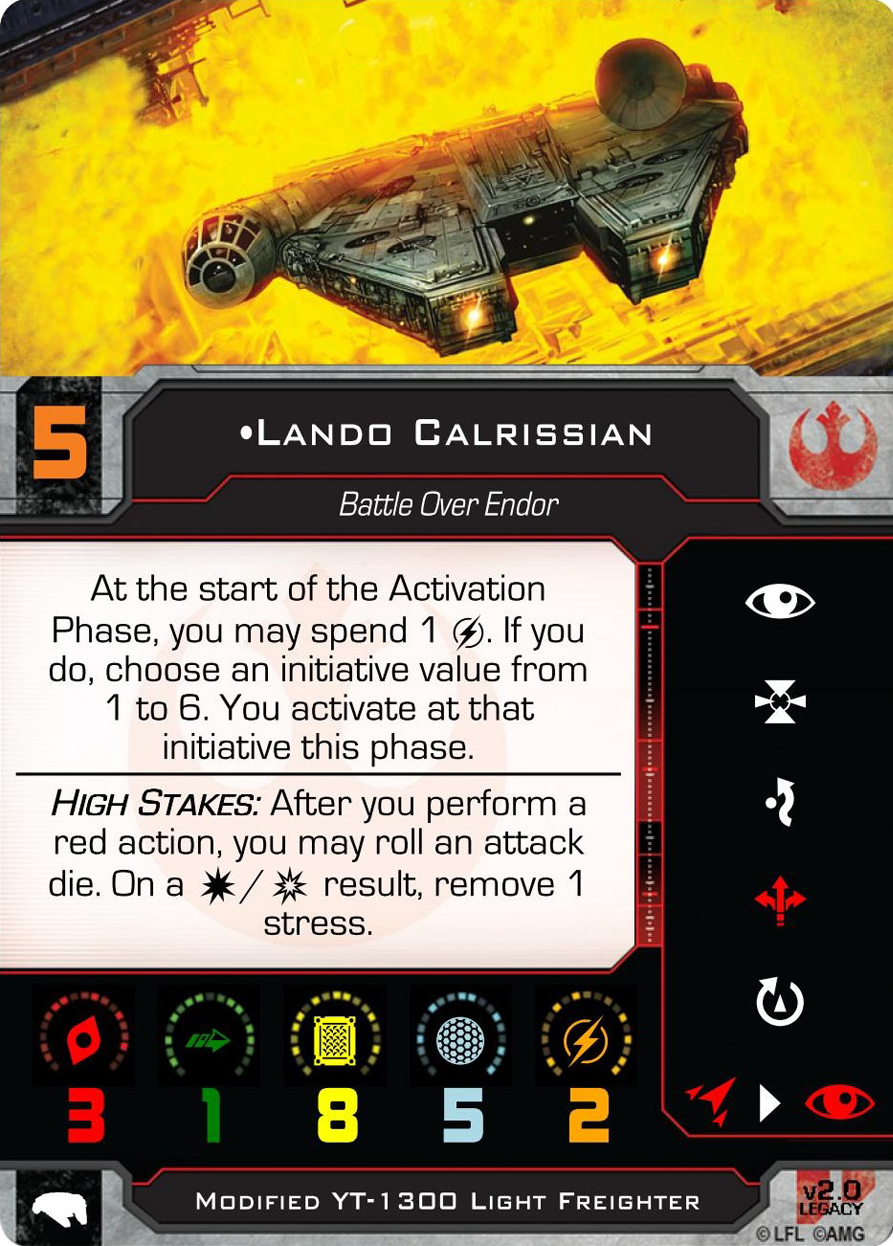 5
•Lando Calrissian
Battle Over Endor
At the start of the Activation
Phase, you may spend 1 . If you
do, choose an initiative value from
1 to 6. You activate at that
initiative this phase.
High Stakes: After you perform a
red action, you may roll an attack
die. On a / result, remove 1
stress.
3 1 8 5 2
Modified YT-1300 Light Freighter
v2.0
LEGACY
© LFL ©AMG